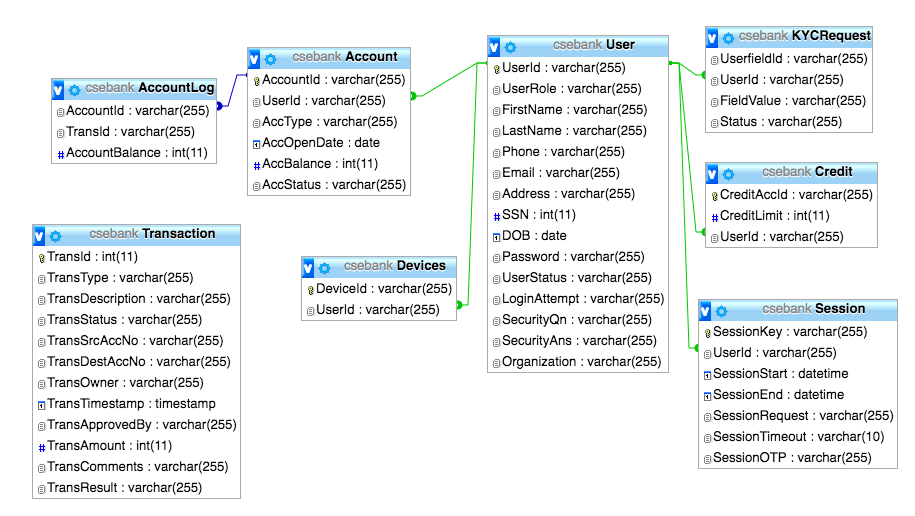 csebank AccountLog
AccountId : varchar(255)
TransId : varchar(255)
AccountBalance : int(11)
csebank Account
AccountId : varchar(255)
UserId : varchar(255)
AccType : varchar(255)
AccOpenDate : date
AccBalance : int(11)
AccStatus : varchar(255)
csebank User
UserId : varchar(255)
UserRole : varchar(255)
FirstName : varchar(255)
LastName : varchar(255)
Phone : varchar(255)
Email : varchar(255)
Address : varchar(255)
SSN : int(11)
DOB : date
Password : varchar(255)
UserStatus : varchar(255)
LoginAttempt : varchar(255)
SecurityQn : varchar(255)
SecurityAns : varchar(255)
Organization : varchar(255)
csebank KYCRequest
UserfieldId : varchar(255)
UserId : varchar(255)
FieldValue : varchar(255)
Status : varchar(255)
csebank Credit
CreditAccId : varchar(255)
CreditLimit : int(11)
UserId : varchar(255)
csebank Transaction
TransId : int(11)
TransType : varchar(255)
TransDescription : varchar(255)
TransStatus : varchar(255)
TransSrcAccNo : varchar(255)
TransDestAccNo : varchar(255)
TransOwner : varchar(255)
TransTimestamp : timestamp
TransApprovedBy : varchar(255)
TransAmount : int(11)
TransComments : varchar(255)
TransResult : varchar(255)
csebank Devices
DeviceId : varchar(255)
UserId : varchar(255)
csebank Session
SessionKey : varchar(255)
UserId : varchar(255)
SessionStart : datetime
SessionEnd : datetime
SessionRequest : varchar(255)
SessionTimeout : varchar(10)
SessionOTP : varchar(255)